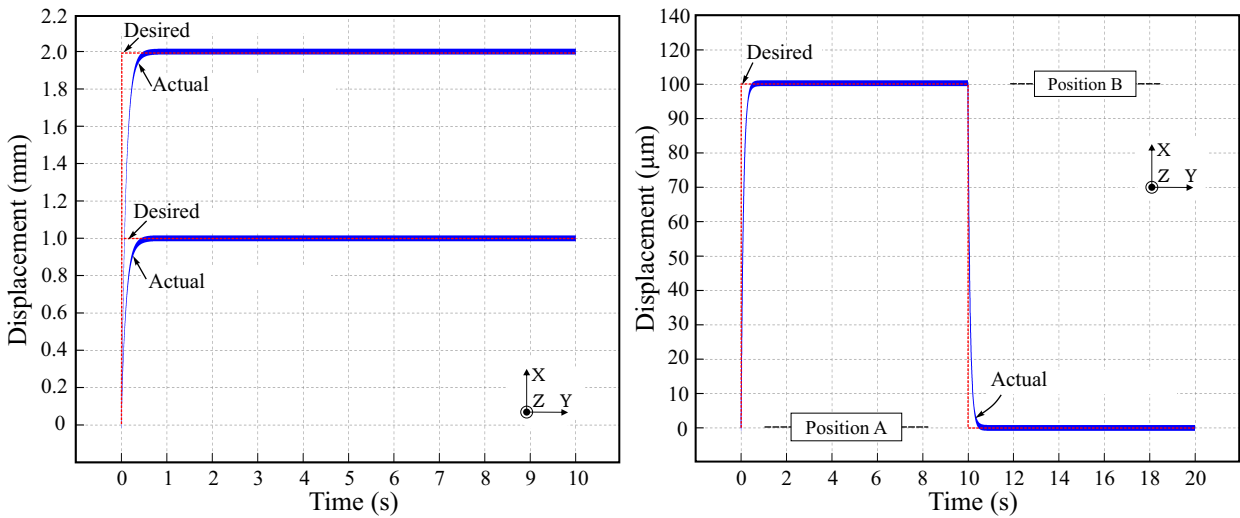 2.2
2.0
1.8
1.6
1.4
1.2
1.0
0.8
0.6
0.4
0.2
0
Displacement (mm)
Desired
Actual
Desired
Actual
X
Z Y
0 1 2 3 4 5 6 7 8 9 10
Time (s)
140
120
100
90
80
70
60
50
40
30
20
10
0
-10
Displacement (μm)
Desired
Position B
X
Z Y
Actual
Position A
0 2 4 6 8 10 12 14 16 18 20
Time (s)